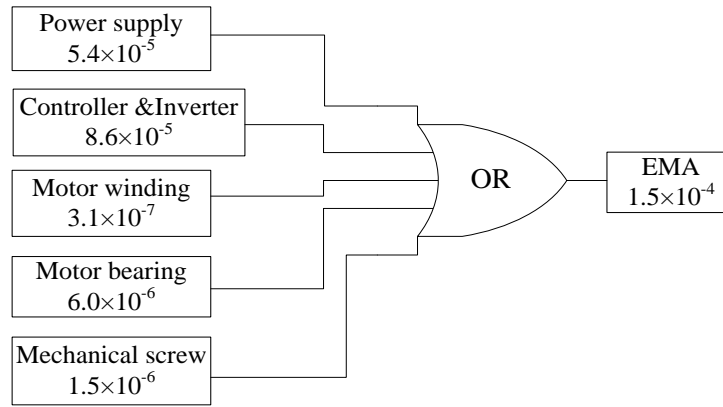 Power supply
5.4×10⁻⁵
Controller &Inverter
8.6×10⁻⁵
Motor winding
3.1×10⁻⁷
Motor bearing
6.0×10⁻⁶
Mechanical screw
1.5×10⁻⁶
OR
EMA
1.5×10⁻⁴